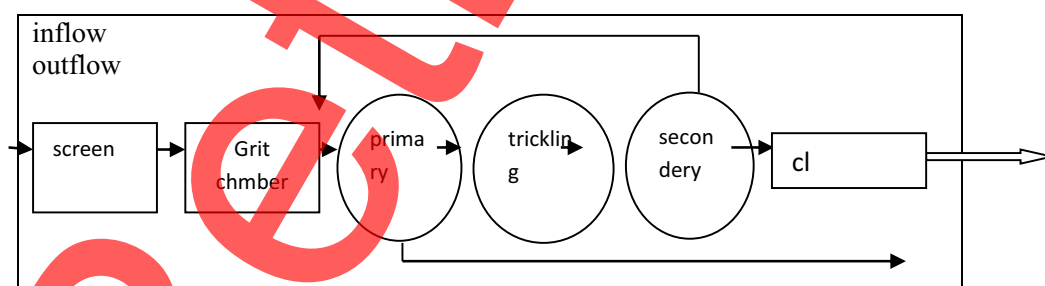 inflow
outflow
screen
Grit
chmber
prima
ry
tricklin
g
secon
dery
cl